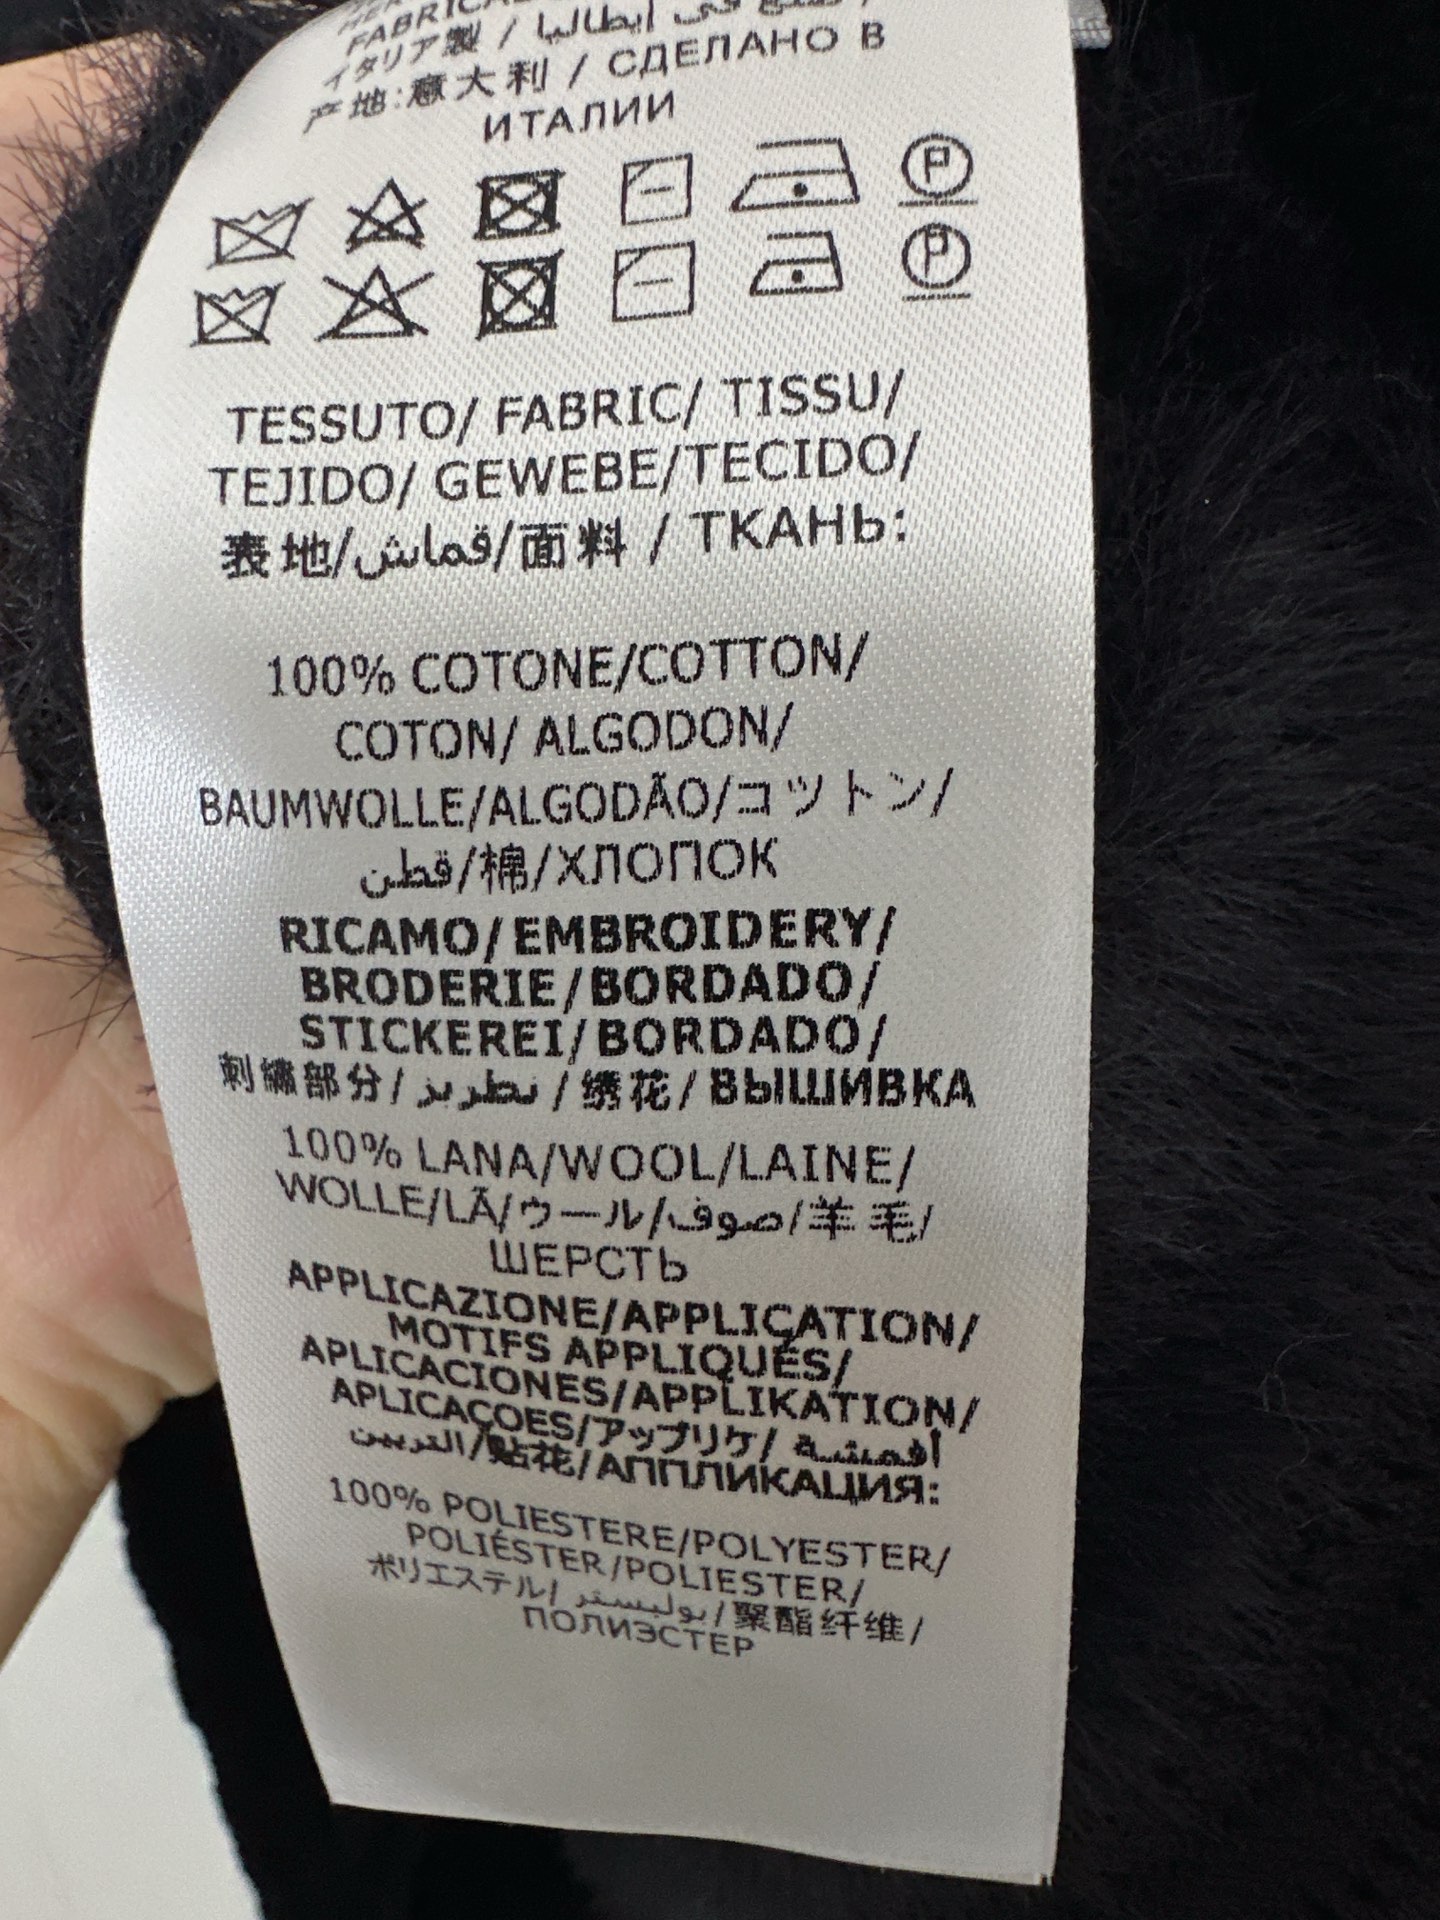 FABRICA
イタリア製 / صنع في إيطاليا /
产地:意大利 / СДЕЛАНО В
ИТАЛИИ
P
P
TESSUTO/ FABRIC/ TISSU/
TEJIDO/ GEWEBE/TECIDO/
表地/قماش/面料 / ТКАНЬ:
100% COTONE/COTTON/
COTON/ ALGODON/
BAUMWOLLE/ALGODÃO/コットン/
قطن/棉/ХЛОПОК
RICAMO/EMBROIDERY/
BRODERIE/BORDADO/
STICKEREI/BORDADO/
刺繍部分/ تطريز / 绣花/ ВЫШИВКА
100% LANA/WOOL/LAINE/
WOLLE/LÃ/ウール/صوف/羊毛/
ШЕРСТЬ
APPLICAZIONE/APPLICATION/
MOTIFS APPLIQUÉS/
APLICACIONES/APPLIKATION/
APLICAÇOES/アップリケ/ أقمشة
التزيين/贴花/АППЛИКАЦИЯ:
100% POLIESTERE/POLYESTER/
POLIÉSTER/POLIESTER/
ポリエステル/ بوليستر/聚酯纤维/
ПОЛИЭСТЕР